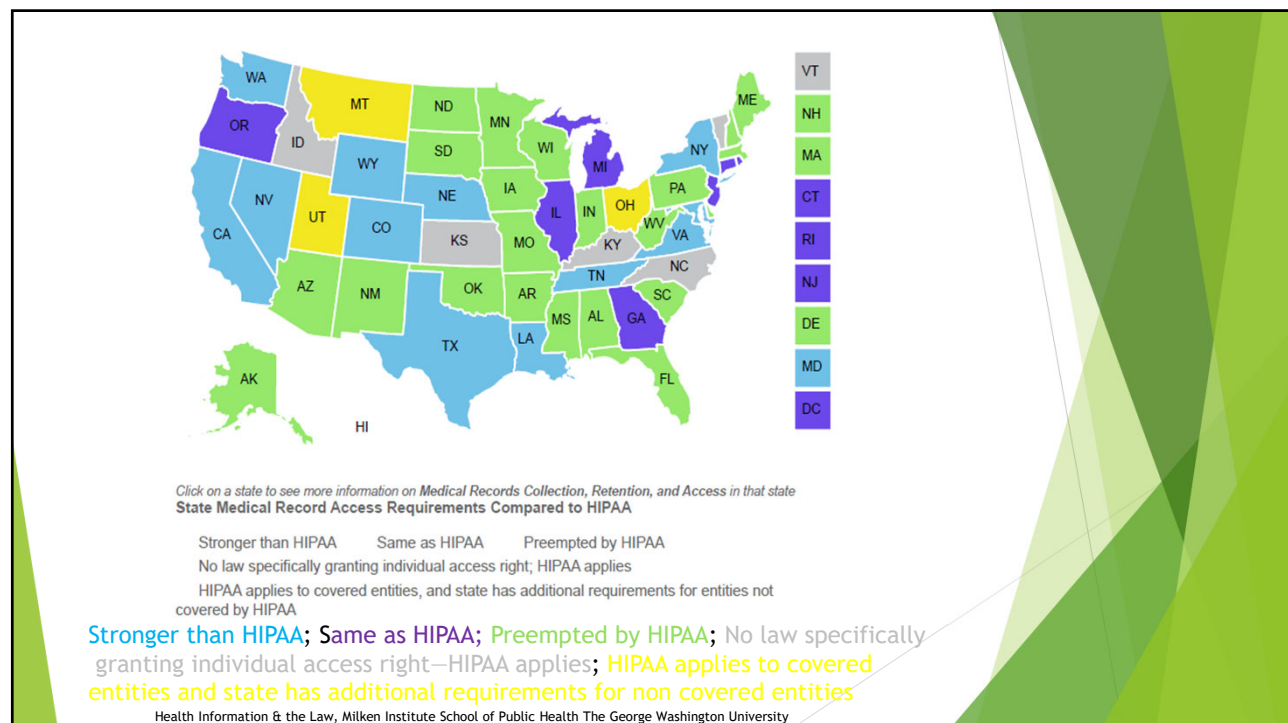 WA
MT
ND
MN
ME
OR
ID
SD
WI
NY
WY
MI
NE
IA
PA
NV
UT
CO
IL
IN
OH
WV
VA
CA
KS
MO
KY
NC
TN
AZ
NM
OK
AR
SC
MS
AL
GA
TX
LA
AK
FL
HI
VT
NH
MA
CT
RI
NJ
DE
MD
DC
Click on a state to see more information on Medical Records Collection, Retention, and Access in that state
State Medical Record Access Requirements Compared to HIPAA
Stronger than HIPAA Same as HIPAA Preempted by HIPAA
No law specifically granting individual access right; HIPAA applies
HIPAA applies to covered entities, and state has additional requirements for entities not
covered by HIPAA
Stronger than HIPAA; Same as HIPAA; Preempted by HIPAA; No law specifically
granting individual access right—HIPAA applies; HIPAA applies to covered
entities and state has additional requirements for non covered entities
Health Information & the Law, Milken Institute School of Public Health The George Washington University